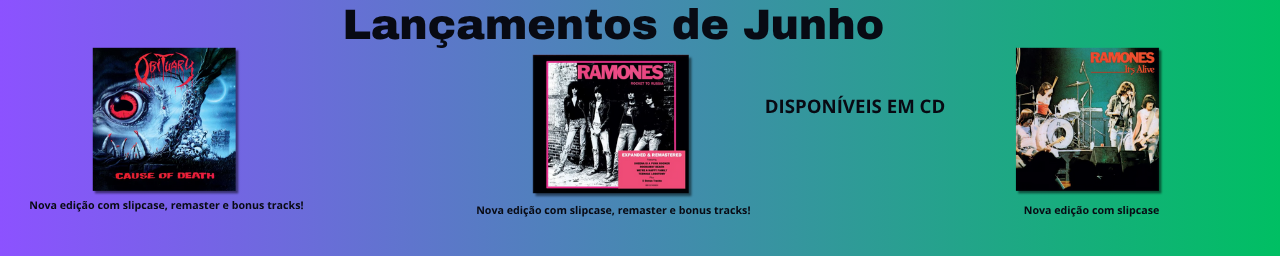 Lançamentos de Junho
OBITUARY
CAUSE OF DEATH
Nova edição com slipcase, remaster e bonus tracks!
RAMONES
ROCKET TO RUSSIA
EXPANDED & REMASTERED
Nova edição com slipcase, remaster e bonus tracks!
DISPONÍVEIS EM CD
RAMONES
It's Alive
Nova edição com slipcase